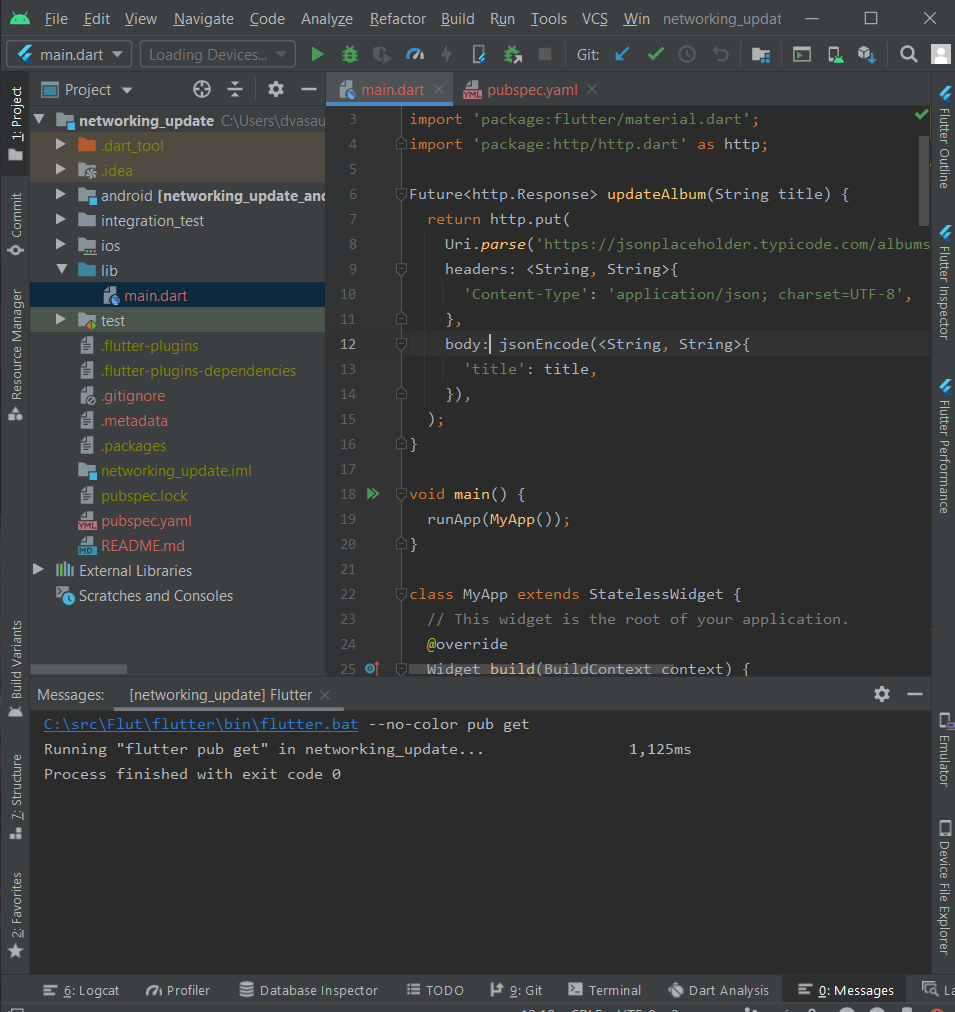 File Edit View Navigate Code Analyze Refactor Build Run Tools VCS Win networking_updat
main.dart Loading Devices... Git:
1: Project
Commit
Resource Manager
Build Variants
7: Structure
2: Favorites
Project
networking_update C:\Users\dvasau
.dart_tool
.idea
android [networking_update_and
integration_test
ios
lib
main.dart
test
.flutter-plugins
.flutter-plugins-dependencies
.gitignore
.metadata
.packages
networking_update.iml
pubspec.lock
pubspec.yaml
README.md
External Libraries
Scratches and Consoles
main.dart pubspec.yaml
3 import 'package:flutter/material.dart';
4 import 'package:http/http.dart' as http;
5
6 Future<http.Response> updateAlbum(String title) {
7 return http.put(
8 Uri.parse('https://jsonplaceholder.typicode.com/albums
9 headers: <String, String>{
10 'Content-Type': 'application/json; charset=UTF-8',
11 },
12 body: jsonEncode(<String, String>{
13 'title': title,
14 }),
15 );
16 }
17
18 void main() {
19 runApp(MyApp());
20 }
21
22 class MyApp extends StatelessWidget {
23 // This widget is the root of your application.
24 @override
25 Widget build(BuildContext context) {
Flutter Outline
Flutter Inspector
Flutter Performance
Emulator
Device File Explorer
Messages: [networking_update] Flutter
C:\src\Flut\flutter\bin\flutter.bat --no-color pub get
Running "flutter pub get" in networking_update... 1,125ms
Process finished with exit code 0
6: Logcat Profiler Database Inspector TODO 9: Git Terminal Dart Analysis 0: Messages La